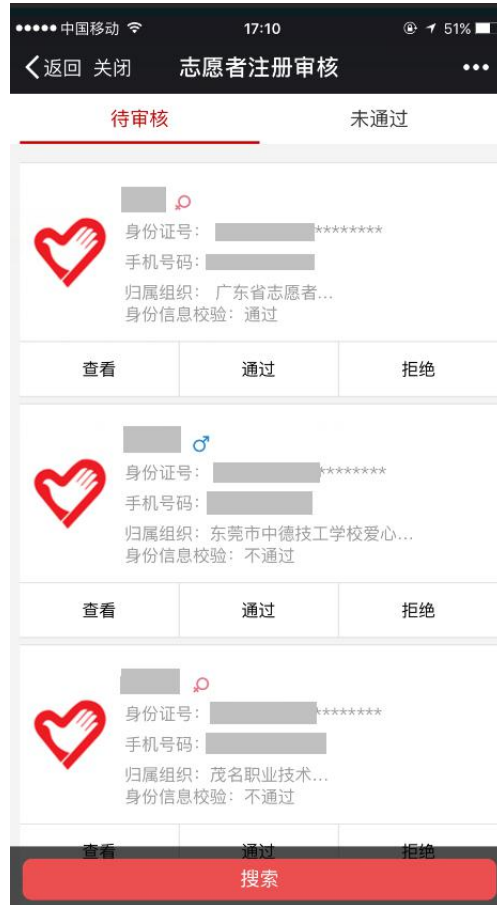 中国移动 17:10 51%
返回 关闭 志愿者注册审核
待审核 未通过
身份证号： ********
手机号码：
归属组织： 广东省志愿者...
身份信息校验：通过
查看 通过 拒绝
身份证号： ********
手机号码：
归属组织：东莞市中德技工学校爱心...
身份信息校验：不通过
查看 通过 拒绝
身份证号： ********
手机号码：
归属组织：茂名职业技术...
身份信息校验：不通过
查看 通过 拒绝
搜索